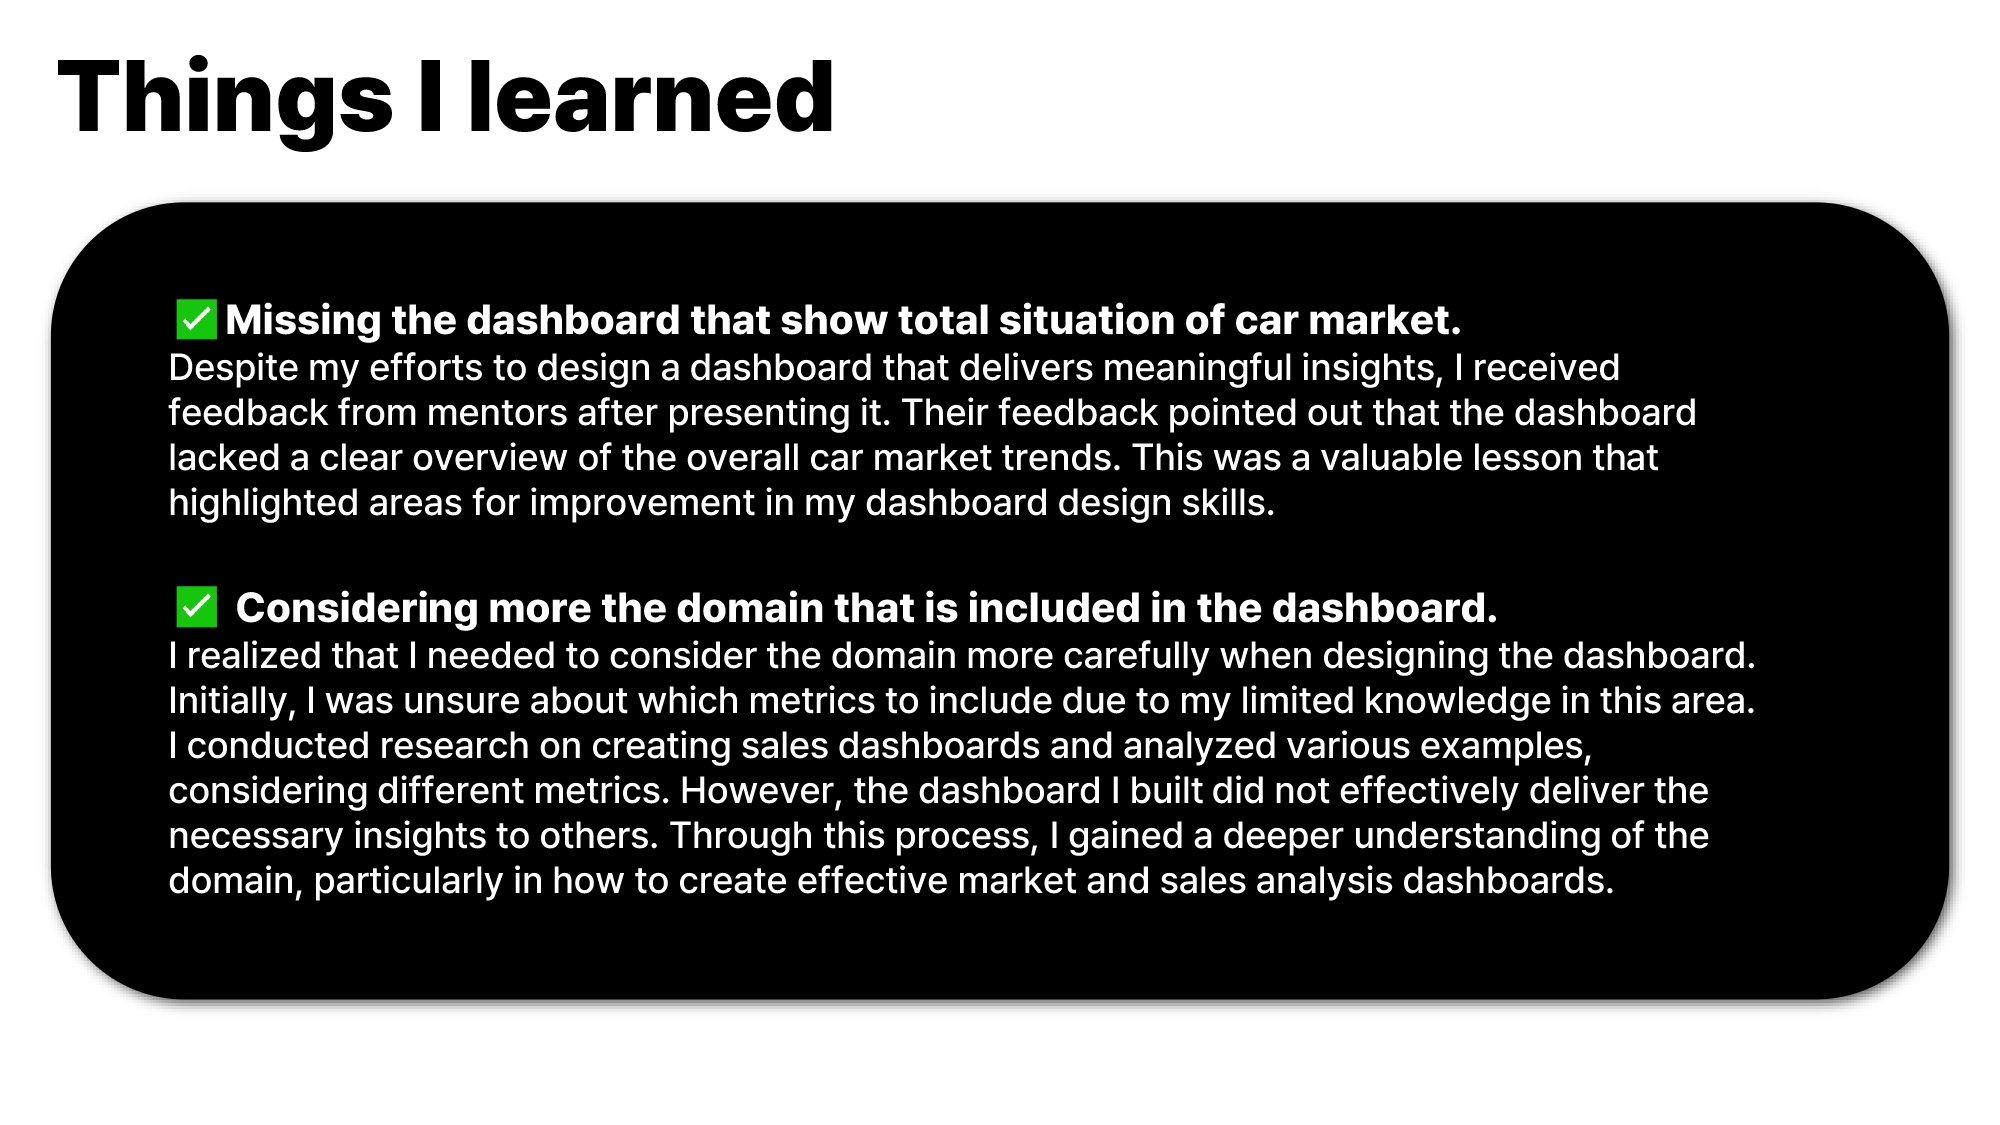 Things I learned
✅ Missing the dashboard that show total situation of car market.
Despite my efforts to design a dashboard that delivers meaningful insights, I received
feedback from mentors after presenting it. Their feedback pointed out that the dashboard
lacked a clear overview of the overall car market trends. This was a valuable lesson that
highlighted areas for improvement in my dashboard design skills.
✅ Considering more the domain that is included in the dashboard.
I realized that I needed to consider the domain more carefully when designing the dashboard.
Initially, I was unsure about which metrics to include due to my limited knowledge in this area.
I conducted research on creating sales dashboards and analyzed various examples,
considering different metrics. However, the dashboard I built did not effectively deliver the
necessary insights to others. Through this process, I gained a deeper understanding of the
domain, particularly in how to create effective market and sales analysis dashboards.